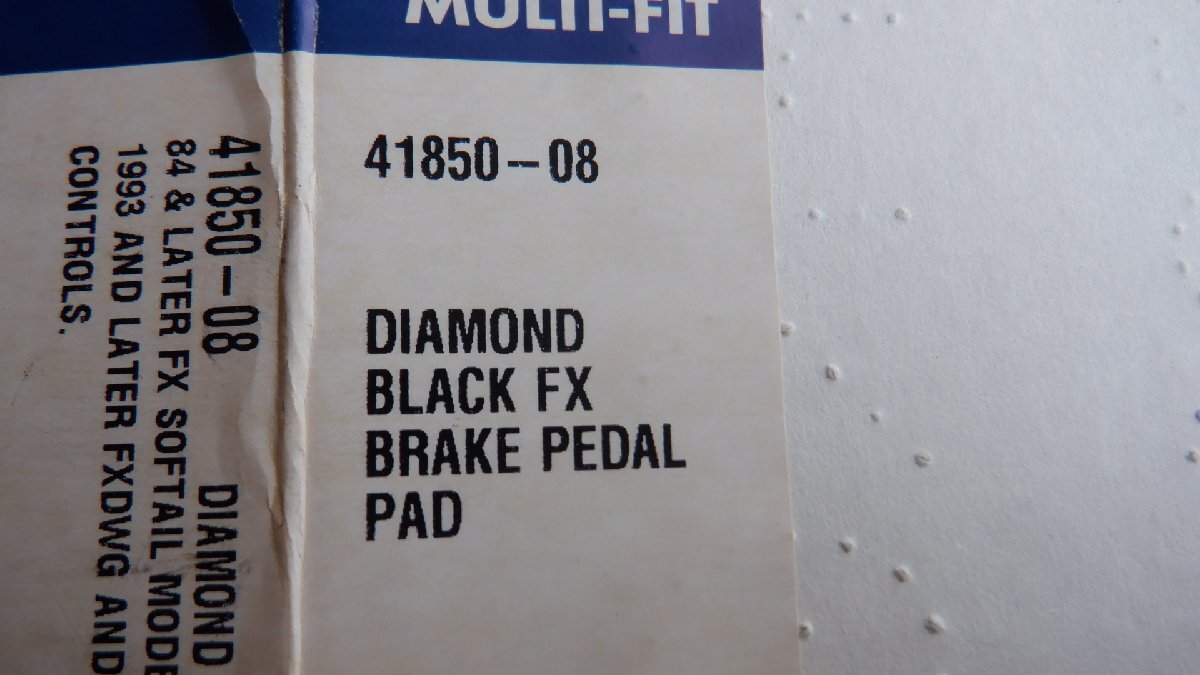 MULTI-FIT
41850-08
DIAMOND
BLACK FX
BRAKE PEDAL
PAD
41850-08 DIAMOND
84 & LATER FX SOFTAIL
1993 AND LATER FXDWG AND
CONTROLS.